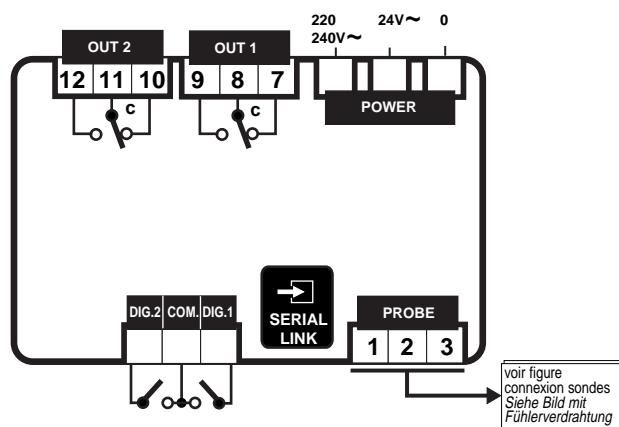 220 24V~ 0
240V~
OUT 2 OUT 1
12 11 10 9 8 7
POWER
c c
DIG.2 COM. DIG.1
SERIAL
LINK
PROBE
1 2 3
voir figure
connexion sondes
Siehe Bild mit
Fühlerverdrahtung